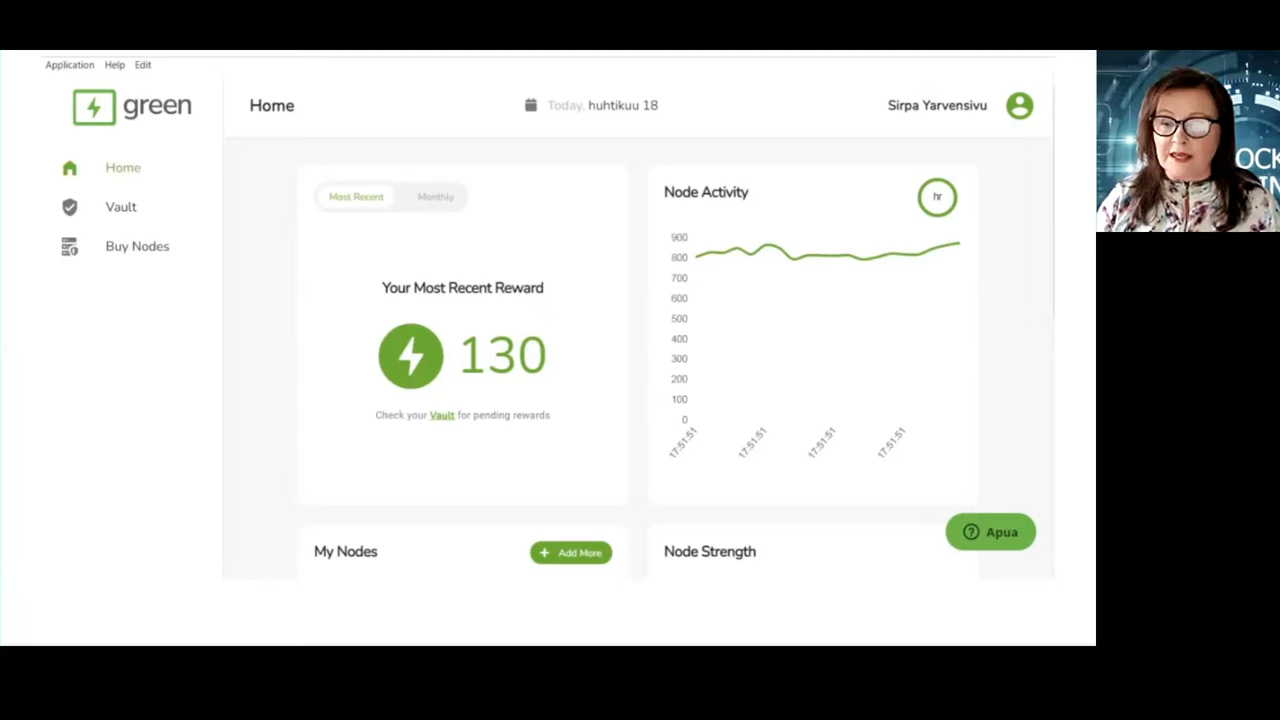 Application Help Edit
green
Home
Vault
Buy Nodes
Home
Today, huhtikuu 18
Sirpa Yarvensivu
Most Recent Monthly
Your Most Recent Reward
130
Check your Vault for pending rewards
Node Activity
hr
900
800
700
600
500
400
300
200
100
0
17:51:51 17:51:51 17:51:51 17:51:51
My Nodes
+ Add More
Node Strength
? Apua
OCK
IN